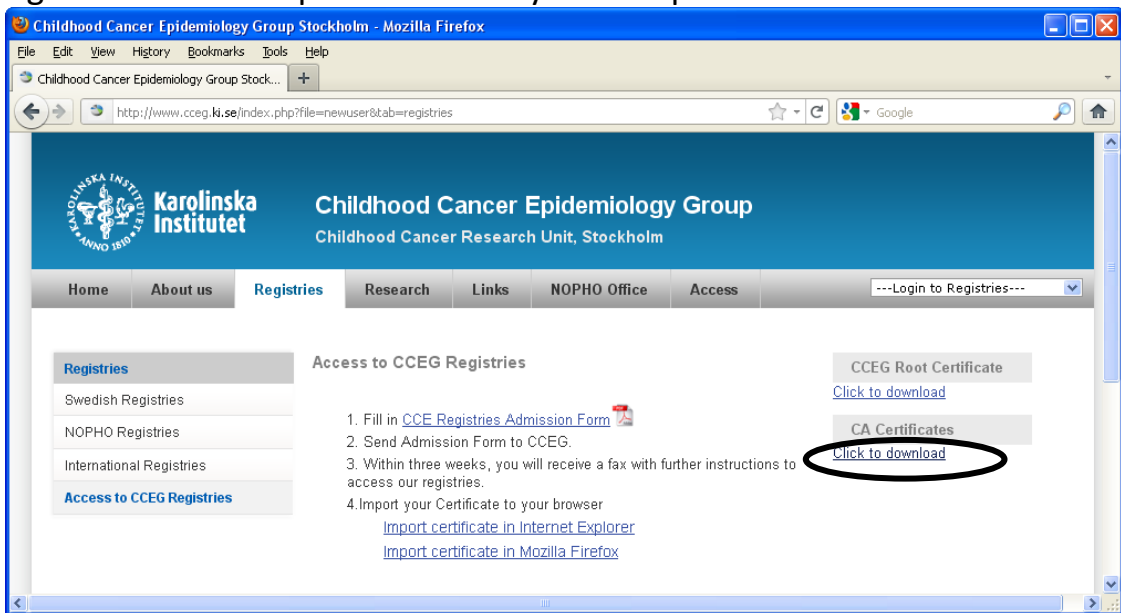 Childhood Cancer Epidemiology Group Stockholm - Mozilla Firefox
File Edit View History Bookmarks Tools Help
Childhood Cancer Epidemiology Group Stock... +
http://www.cceg.ki.se/index.php?file=newuser&tab=registries
Google
KAROLINSKA INSTITUTET ANNO 1810
Karolinska
Institutet
Childhood Cancer Epidemiology Group
Childhood Cancer Research Unit, Stockholm
Home About us Registries Research Links NOPHO Office Access ---Login to Registries---
Registries
Swedish Registries
NOPHO Registries
International Registries
Access to CCEG Registries
Access to CCEG Registries
1. Fill in CCE Registries Admission Form
2. Send Admission Form to CCEG.
3. Within three weeks, you will receive a fax with further instructions to
access our registries.
4.Import your Certificate to your browser
Import certificate in Internet Explorer
Import certificate in Mozilla Firefox
CCEG Root Certificate
Click to download
CA Certificates
Click to download